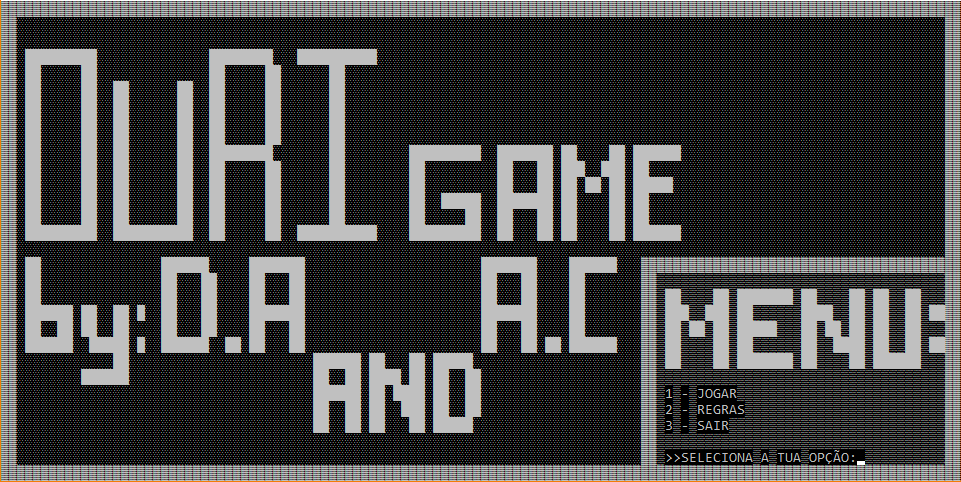 OURI GAME
by: D.A AND A.C
MENU:
1 - JOGAR
2 - REGRAS
3 - SAIR
>>SELECIONA A TUA OPÇÃO: